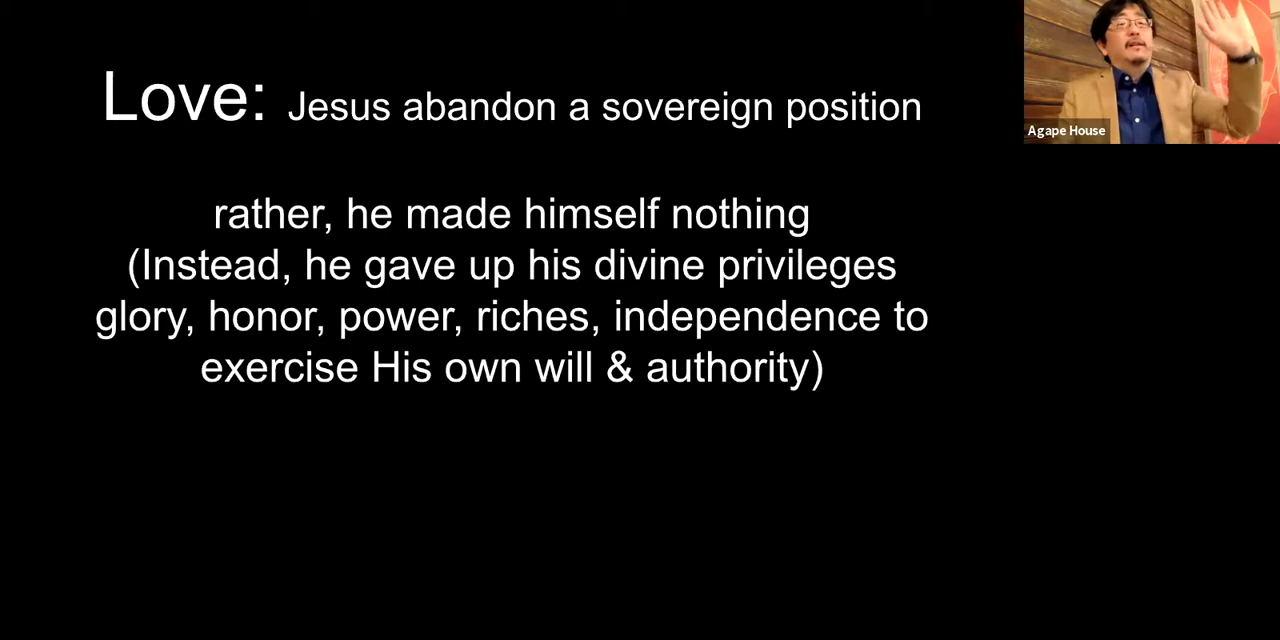 Love: Jesus abandon a sovereign position
rather, he made himself nothing
(Instead, he gave up his divine privileges
glory, honor, power, riches, independence to
exercise His own will & authority)
Agape House